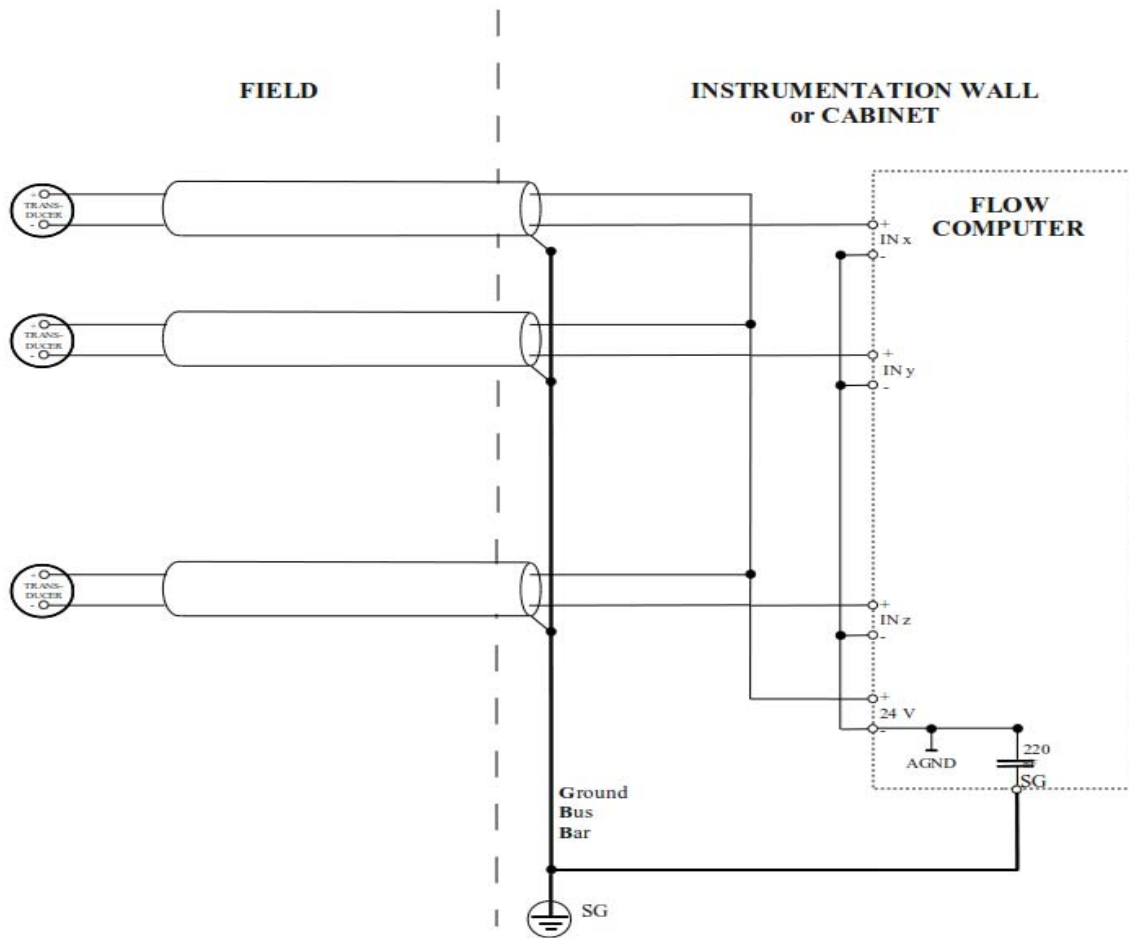 FIELD
INSTRUMENTATION WALL
or CABINET
FLOW
COMPUTER
+
TRANS-
DUCER
-
+
IN x
-
+
TRANS-
DUCER
-
+
IN y
-
+
TRANS-
DUCER
-
+
IN z
-
+
24 V
-
AGND
220
SG
Ground
Bus
Bar
SG